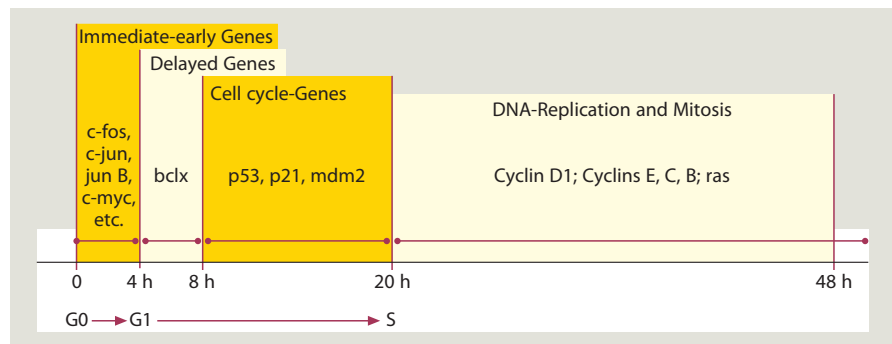 Immediate-early Genes
Delayed Genes
Cell cycle-Genes
DNA-Replication and Mitosis
c-fos,
c-jun,
jun B,
c-myc,
etc.
bclx
p53, p21, mdm2
Cyclin D1; Cyclins E, C, B; ras
0 4 h 8 h 20 h 48 h
G0 G1 S